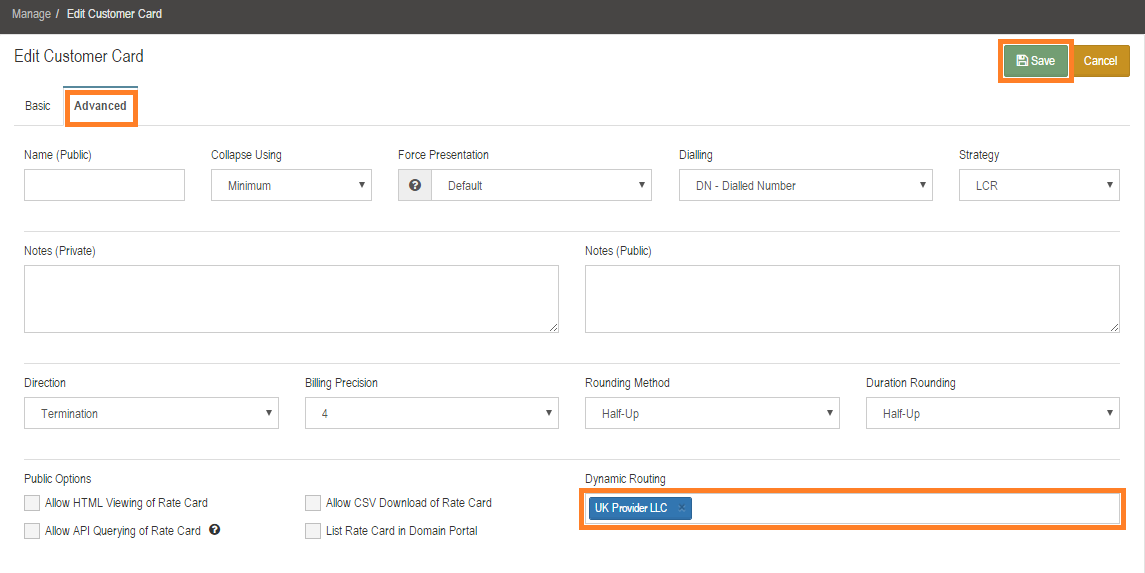 Manage / Edit Customer Card
Edit Customer Card
Save Cancel
Basic Advanced
Name (Public) Collapse Using Force Presentation Dialling Strategy
Minimum ? Default DN - Dialled Number LCR
Notes (Private) Notes (Public)
Direction Billing Precision Rounding Method Duration Rounding
Termination 4 Half-Up Half-Up
Public Options Dynamic Routing
Allow HTML Viewing of Rate Card Allow CSV Download of Rate Card UK Provider LLC ×
Allow API Querying of Rate Card ? List Rate Card in Domain Portal